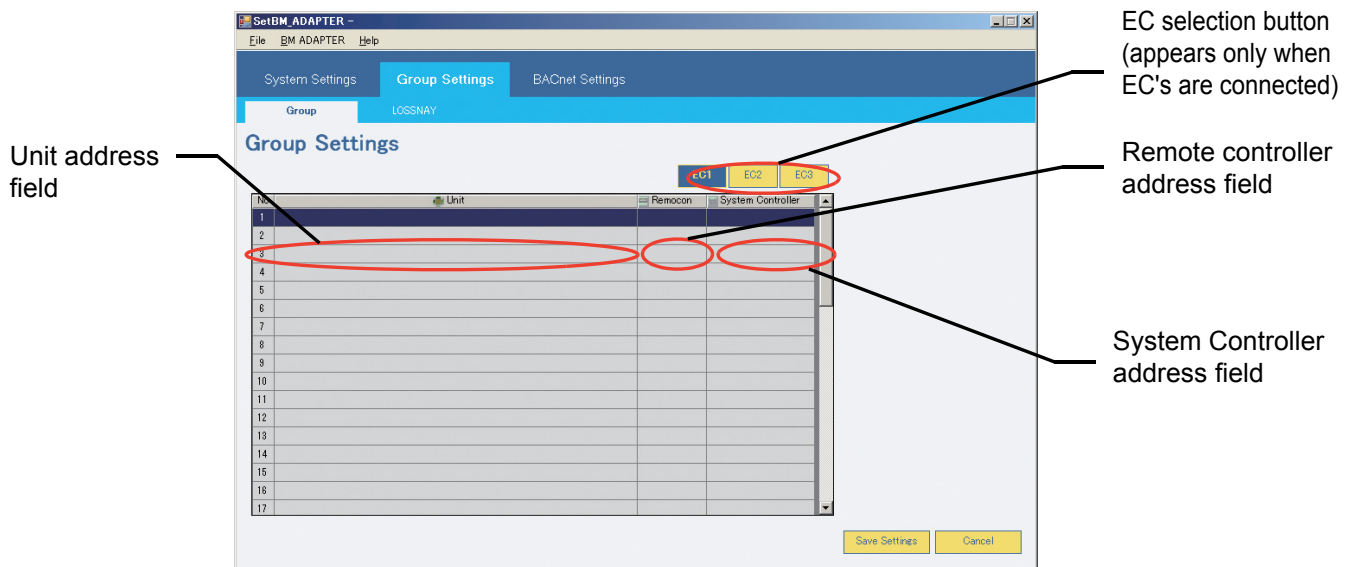 SetBM_ADAPTER -
File BM ADAPTER Help
EC selection button
(appears only when
EC's are connected)
System Settings Group Settings BACnet Settings
Group LOSSNAY
Group Settings
Unit address
field
Remote controller
address field
EC1 EC2 EC3
No Unit Remocon System Controller
1
2
3
4
5
6
7
8
9
10
11
12
13
14
15
16
17
System Controller
address field
Save Settings Cancel